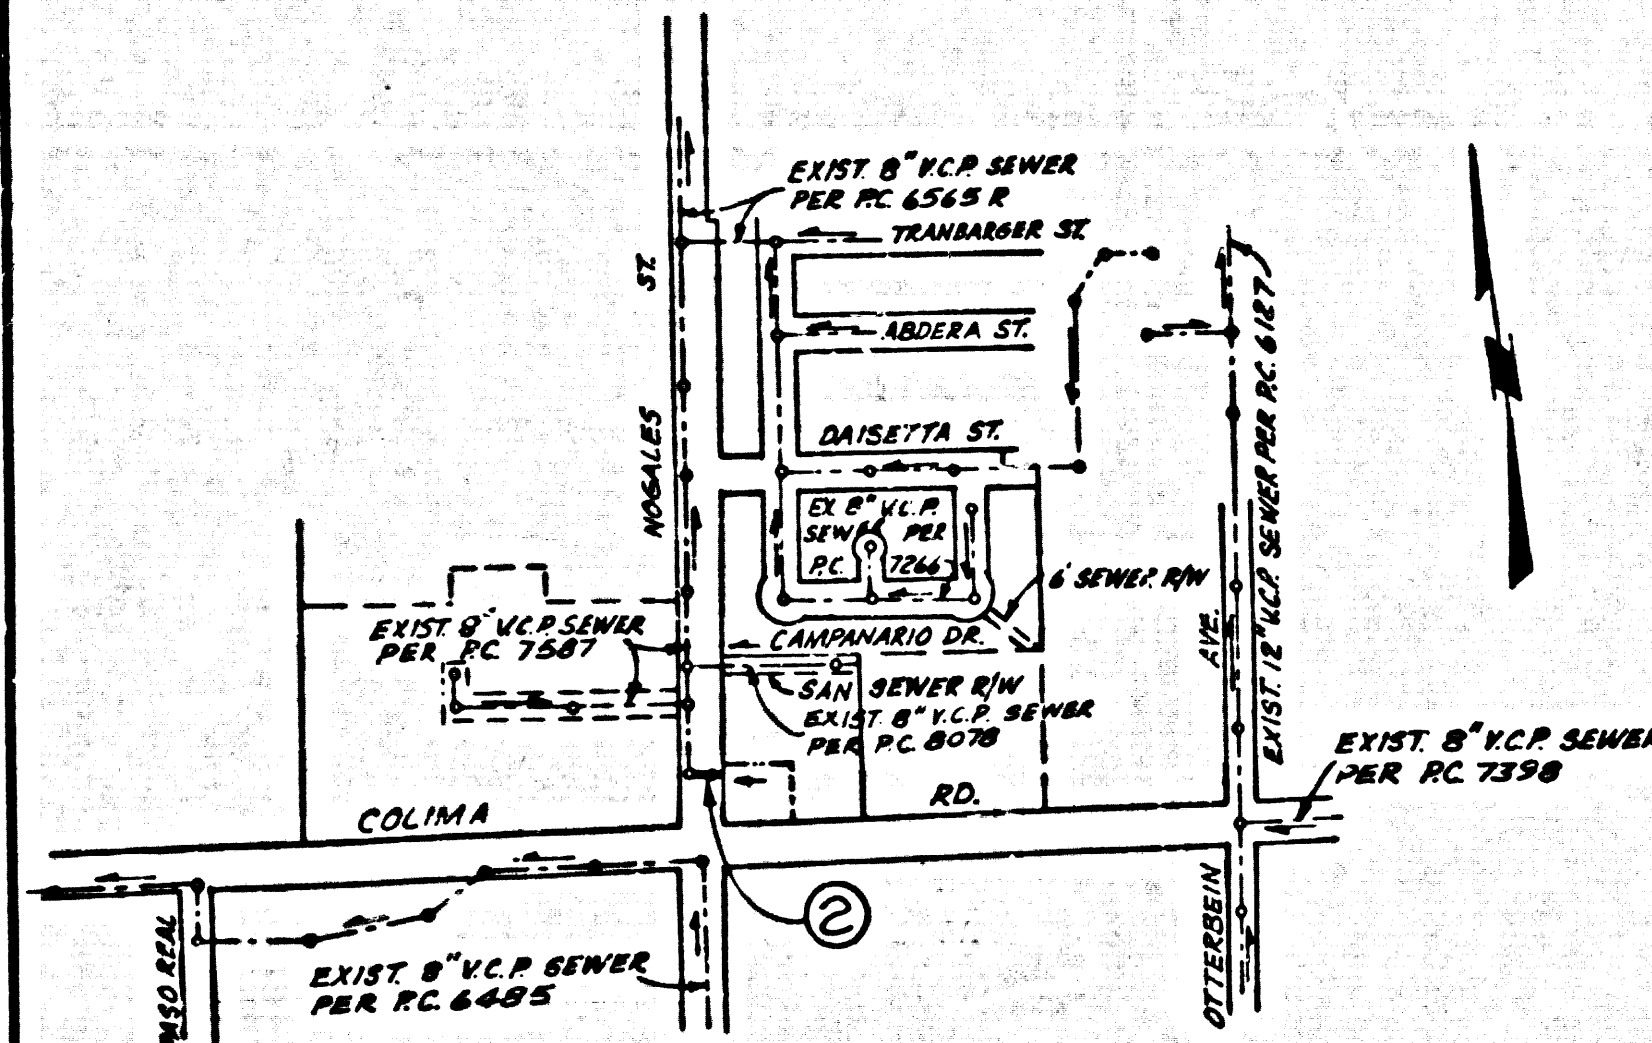 EXIST. 8" V.C.P. SEWER
PER P.C. 6565 R
TRANBARGER ST.
ST.
ABDERA ST.
NOGALES
DAISETTA ST.
EX. 8" V.C.P.
SEWER PER
P.C. 7266
6' SEWER R/W
EXIST. 12" V.C.P. SEWER PER P.C. 6127
AVE.
EXIST. 8" V.C.P. SEWER
PER P.C. 7587
CAMPANARIO DR.
SAN SEWER R/W
EXIST. 8" V.C.P. SEWER
PER P.C. 8078
EXIST. 8" V.C.P. SEWER
PER P.C. 7398
COLIMA
RD.
2
PASO REAL
EXIST. 8" V.C.P. SEWER
PER P.C. 6485
OTTERBEIN